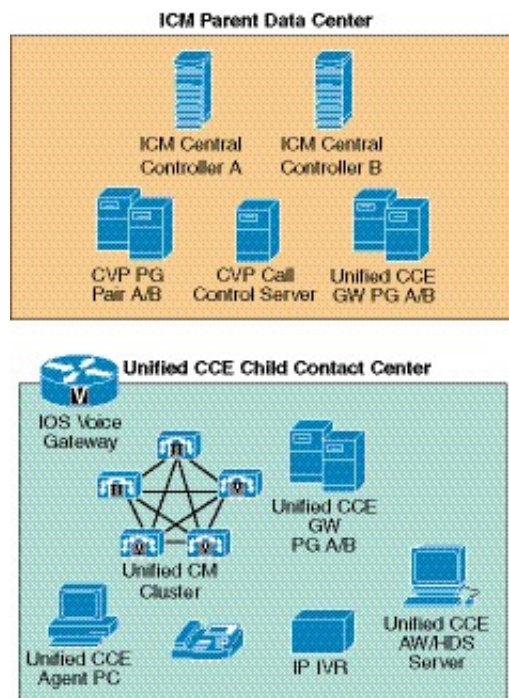 ICM Parent Data Center
ICM Central
Controller A
ICM Central
Controller B
CVP PG
Pair A/B
CVP Call
Control Server
Unified CCE
GW PG A/B
Unified CCE Child Contact Center
V
IOS Voice
Gateway
Unified CM
Cluster
Unified CCE
GW
PG A/B
Unified CCE
Agent PC
IP IVR
Unified CCE
AW/HDS
Server